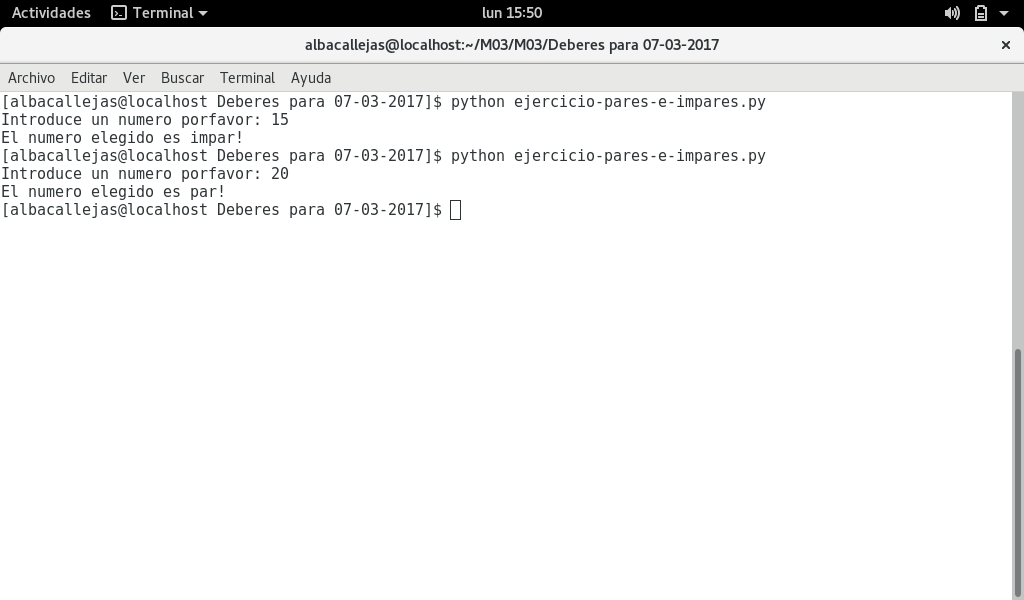 Actividades Terminal lun 15:50
albacallejas@localhost:~/M03/M03/Deberes para 07-03-2017
Archivo Editar Ver Buscar Terminal Ayuda
[albacallejas@localhost Deberes para 07-03-2017]$ python ejercicio-pares-e-impares.py
Introduce un numero porfavor: 15
El numero elegido es impar!
[albacallejas@localhost Deberes para 07-03-2017]$ python ejercicio-pares-e-impares.py
Introduce un numero porfavor: 20
El numero elegido es par!
[albacallejas@localhost Deberes para 07-03-2017]$